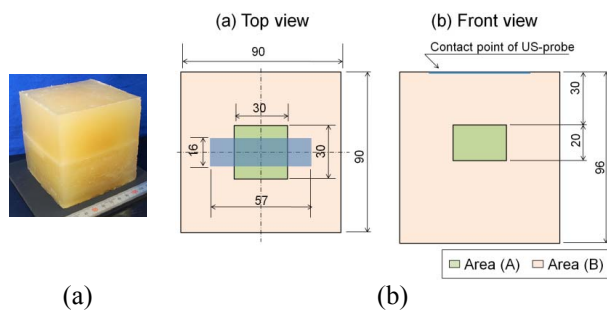 (a) Top view
(b) Front view
Contact point of US-probe
90
30
16
30
57
90
30
20
96
Area (A) Area (B)
(a)
(b)